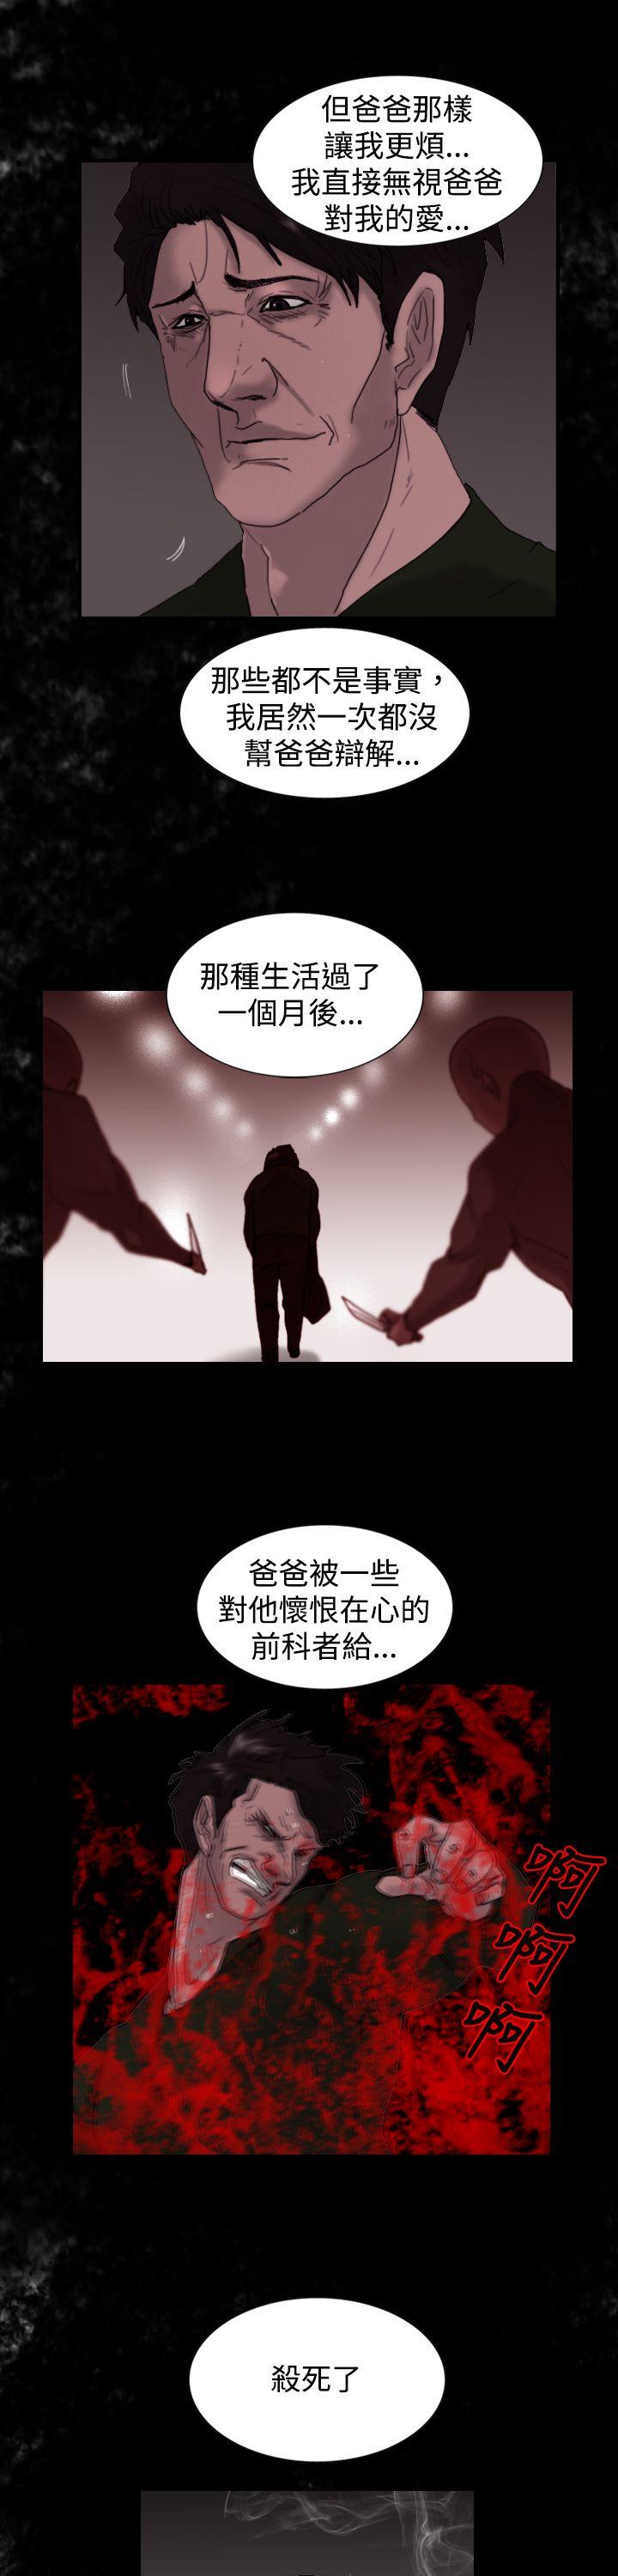 但爸爸那樣
讓我更煩...
我直接無視爸爸
對我的愛...
那些都不是事實，
我居然一次都沒
幫爸爸辯解...
那種生活過了
一個月後...
爸爸被一些
對他懷恨在心的
前科者給...
啊
啊
啊
殺死了